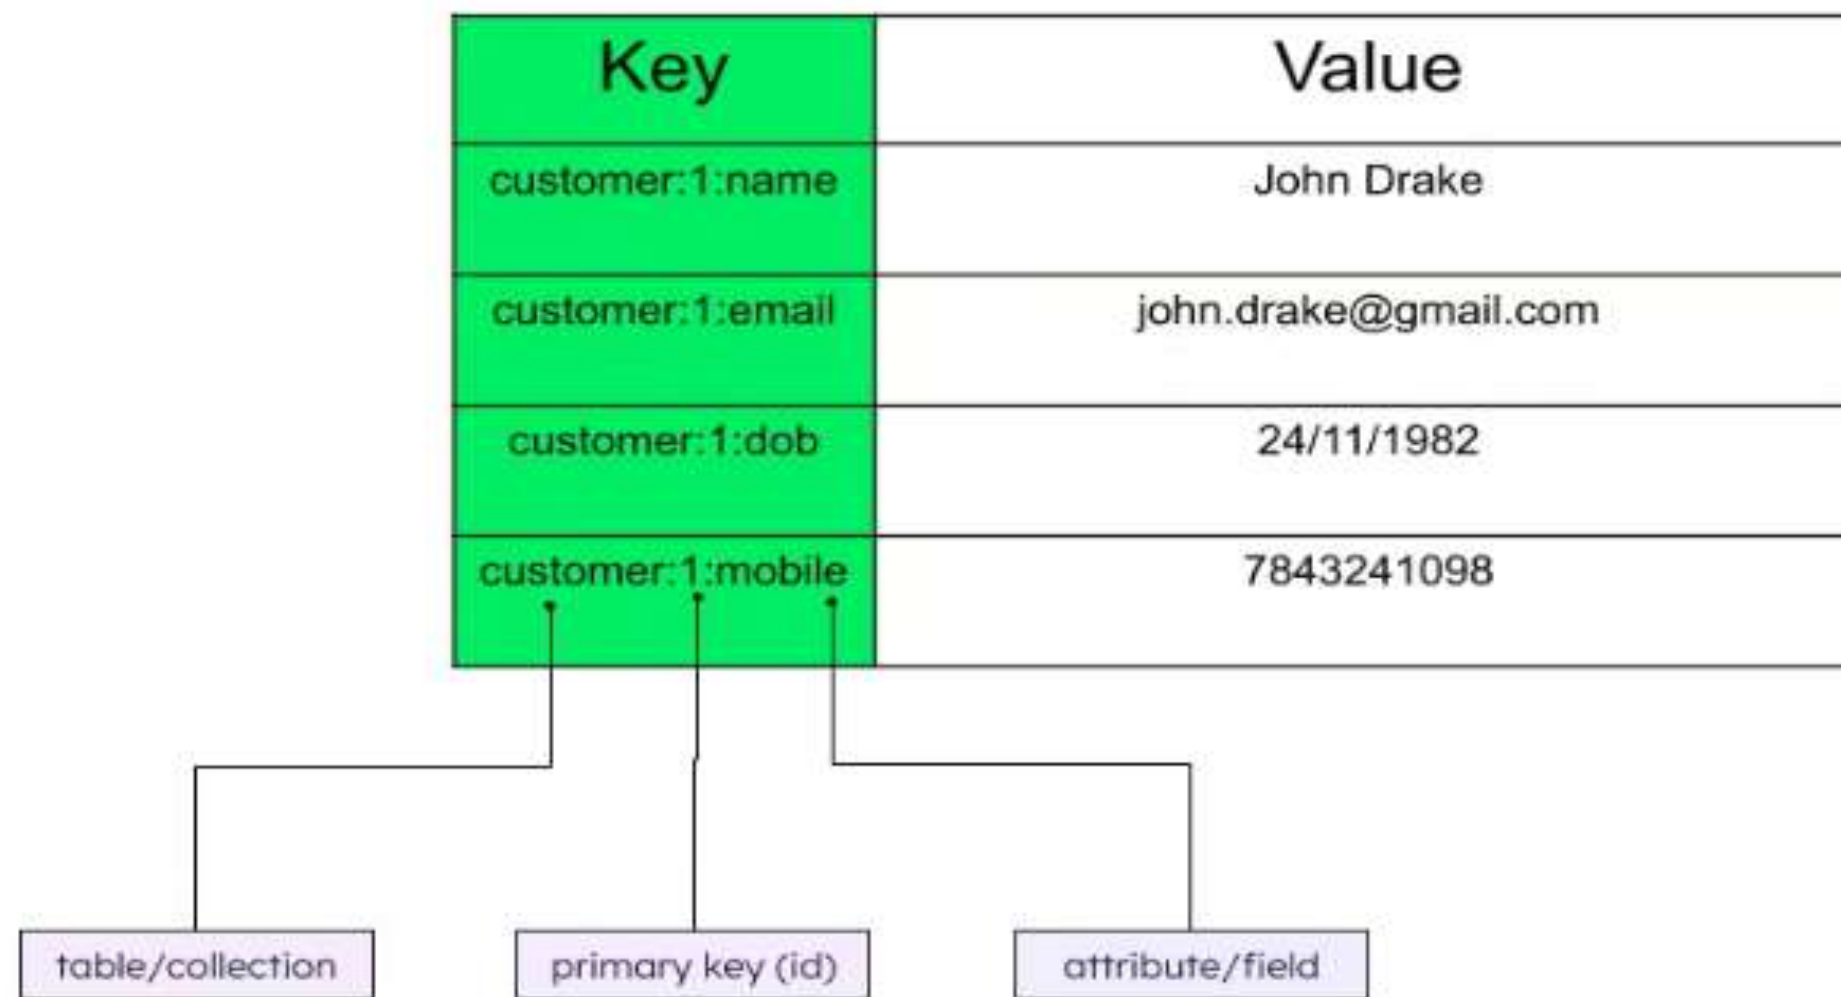 Key Value
customer:1:name John Drake
customer:1:email john.drake@gmail.com
customer:1:dob 24/11/1982
customer:1:mobile 7843241098
table/collection primary key (id) attribute/field